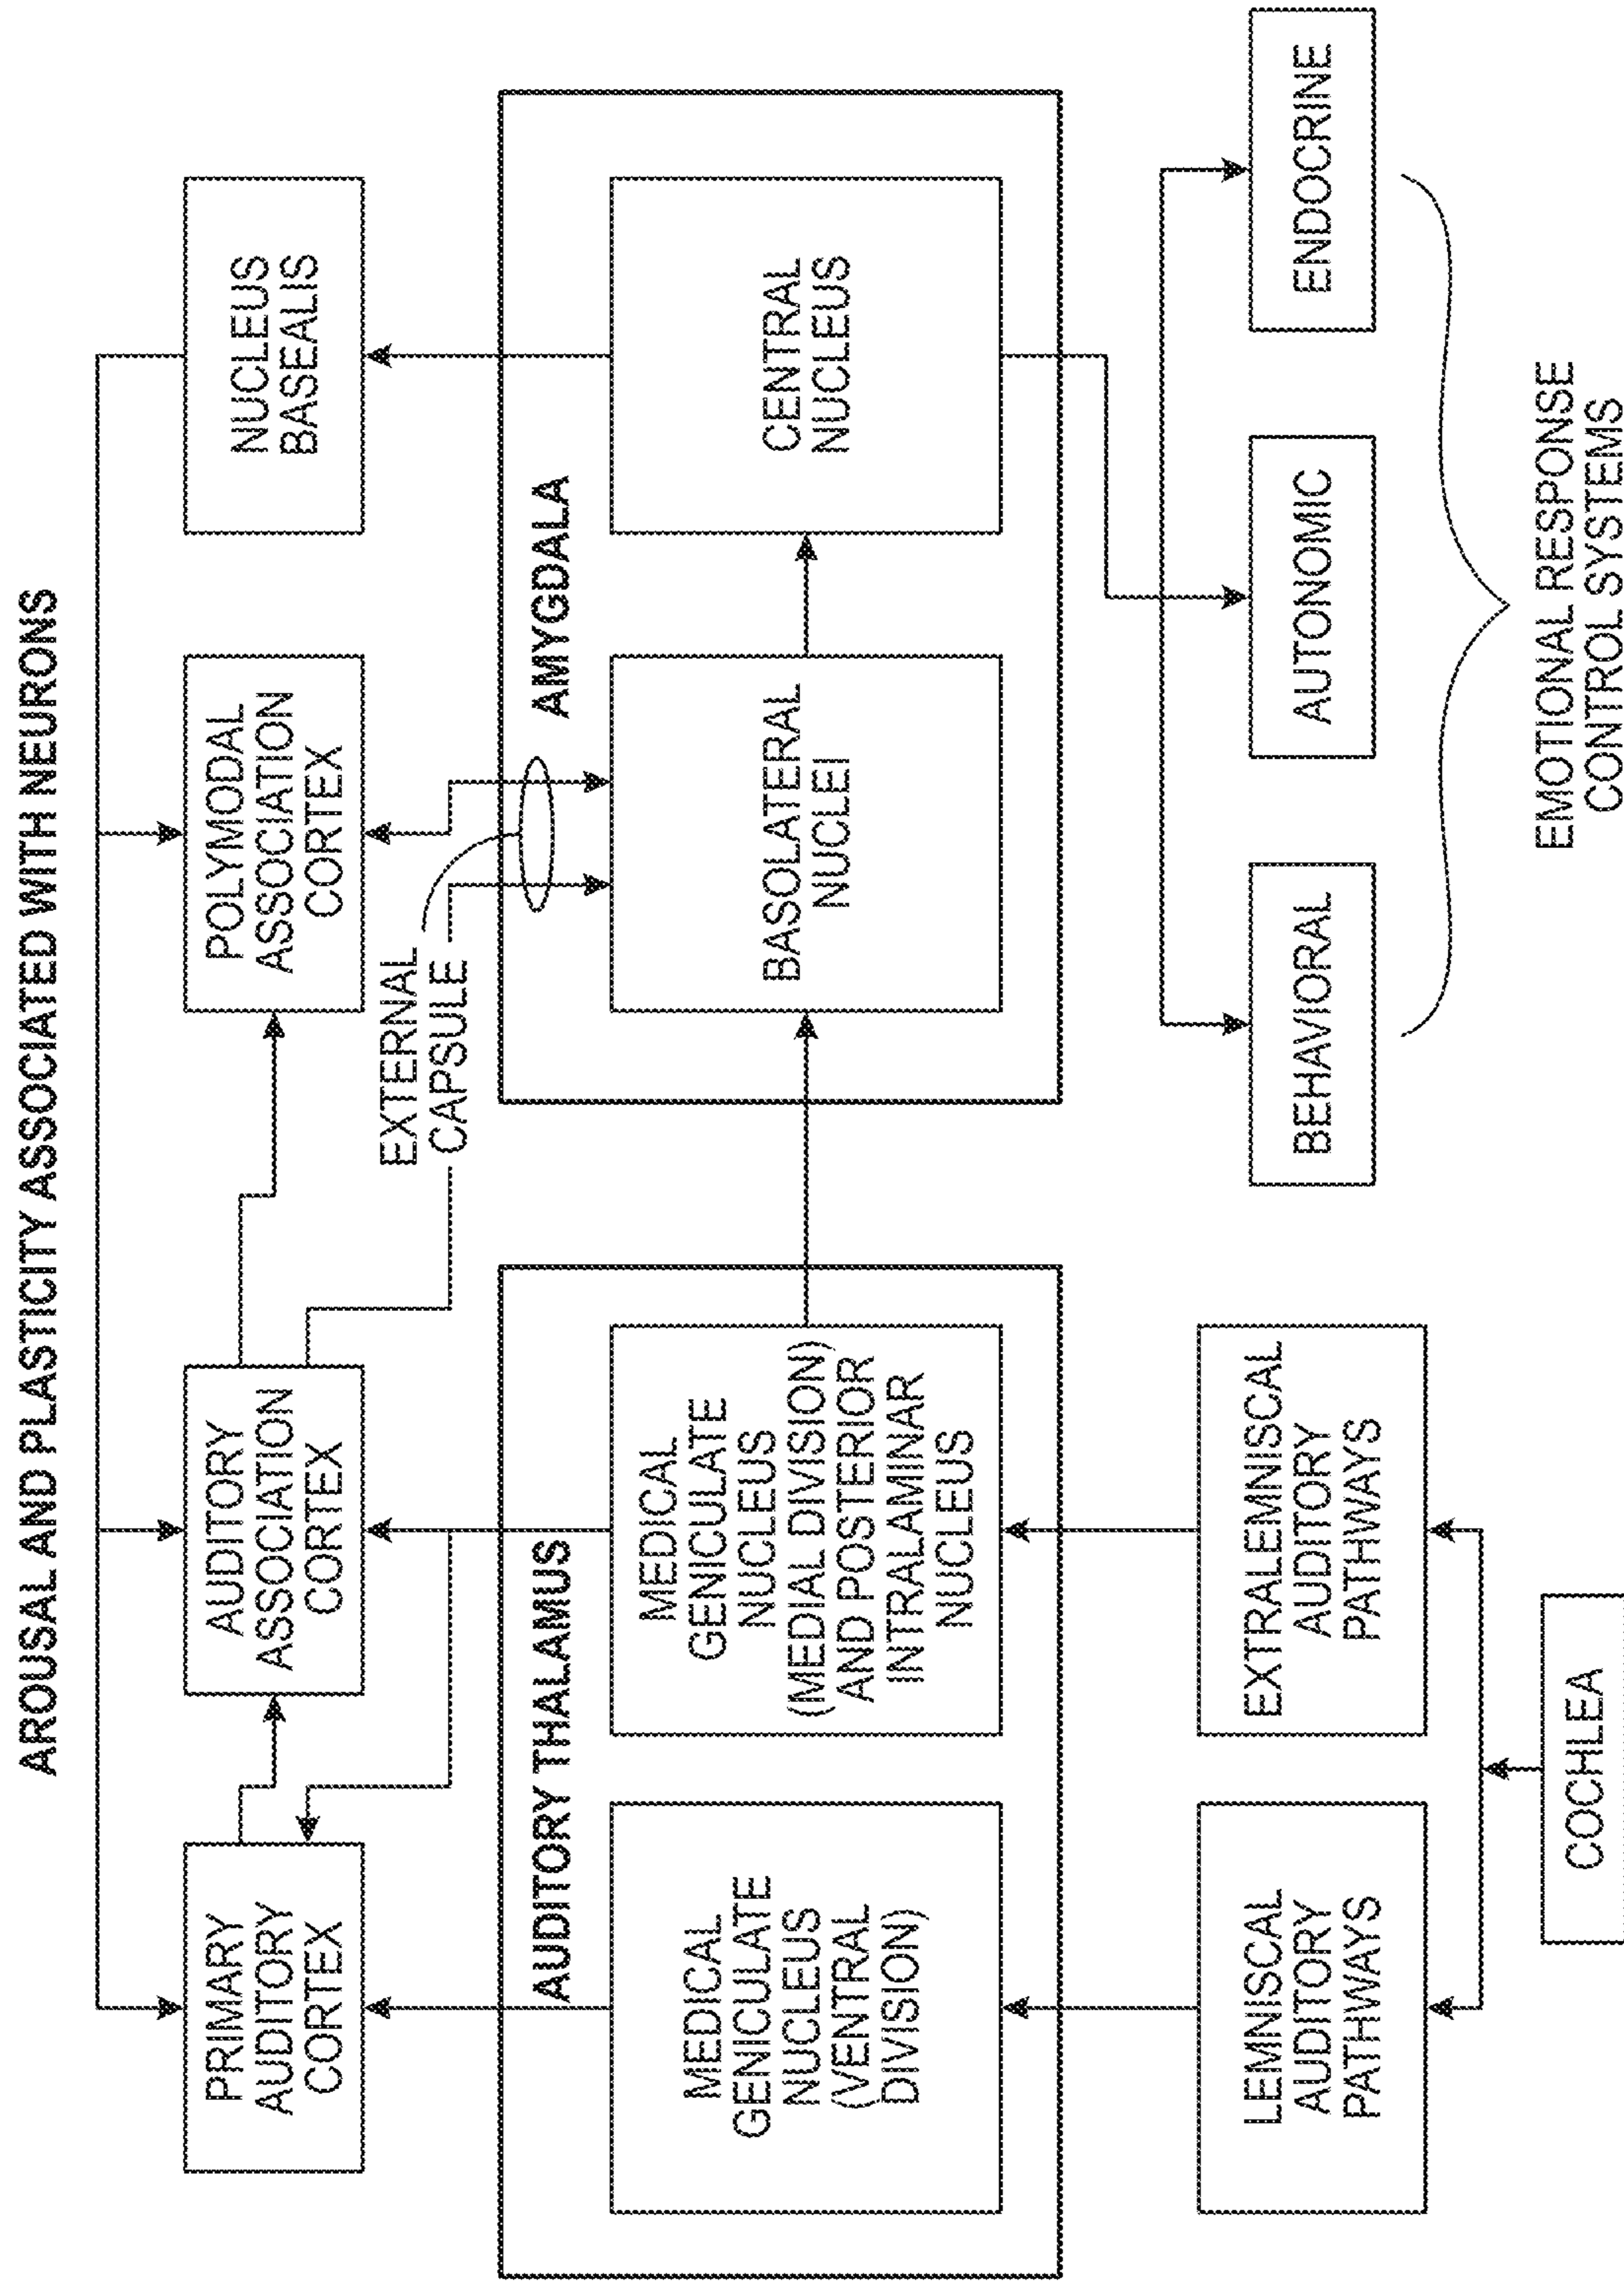 AROUSAL AND PLASTICITY ASSOCIATED WITH NEURONS
PRIMARY
AUDITORY
CORTEX
AUDITORY
ASSOCIATION
CORTEX
POLYMODAL
ASSOCIATION
CORTEX
NUCLEUS
BASEALIS
EXTERNAL
CAPSULE
AUDITORY THALAMUS
AMYGDALA
MEDICAL
GENICULATE
NUCLEUS
(VENTRAL
DIVISION)
MEDICAL
GENICULATE
NUCLEUS
(MEDIAL DIVISION)
AND POSTERIOR
INTRALAMINAR
NUCLEUS
BASOLATERAL
NUCLEI
CENTRAL
NUCLEUS
LEMNISCAL
AUDITORY
PATHWAYS
EXTRALEMNISCAL
AUDITORY
PATHWAYS
BEHAVIORAL
AUTONOMIC
ENDOCRINE
COCHLEA
EMOTIONAL RESPONSE
CONTROL SYSTEMS